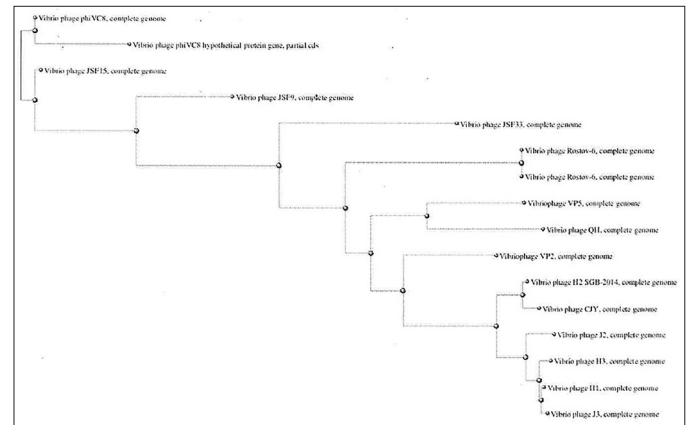 Vibrio phage phiVC8, complete genome
Vibrio phage phiVC8 hypothetical protein gene, partial cds
Vibrio phage JSF15, complete genome
Vibrio phage JSF9, complete genome
Vibrio phage JSF33, complete genome
Vibrio phage Rostov-6, complete genome
Vibrio phage Rostov-6, complete genome
Vibriophage VP5, complete genome
Vibrio phage QH, complete genome
Vibriophage VP2, complete genome
Vibrio phage H2 SGB-2014, complete genome
Vibrio phage CJY, complete genome
Vibrio phage J2, complete genome
Vibrio phage H3, complete genome
Vibrio phage H1, complete genome
Vibrio phage J3, complete genome